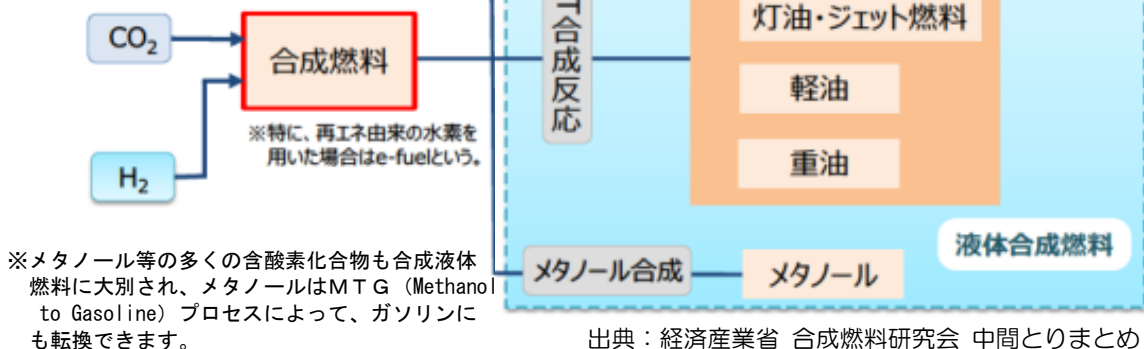 CO2
合成燃料
※特に、再エネ由来の水素を
用いた場合はe-fuelという。
H2
T合成反応
灯油・ジェット燃料
軽油
重油
液体合成燃料
メタノール合成
メタノール
※メタノール等の多くの含酸素化合物も合成液体
燃料に大別され、メタノールはＭＴＧ（Methanol
to Gasoline）プロセスによって、ガソリンに
も転換できます。
出典：経済産業省 合成燃料研究会 中間とりまとめ